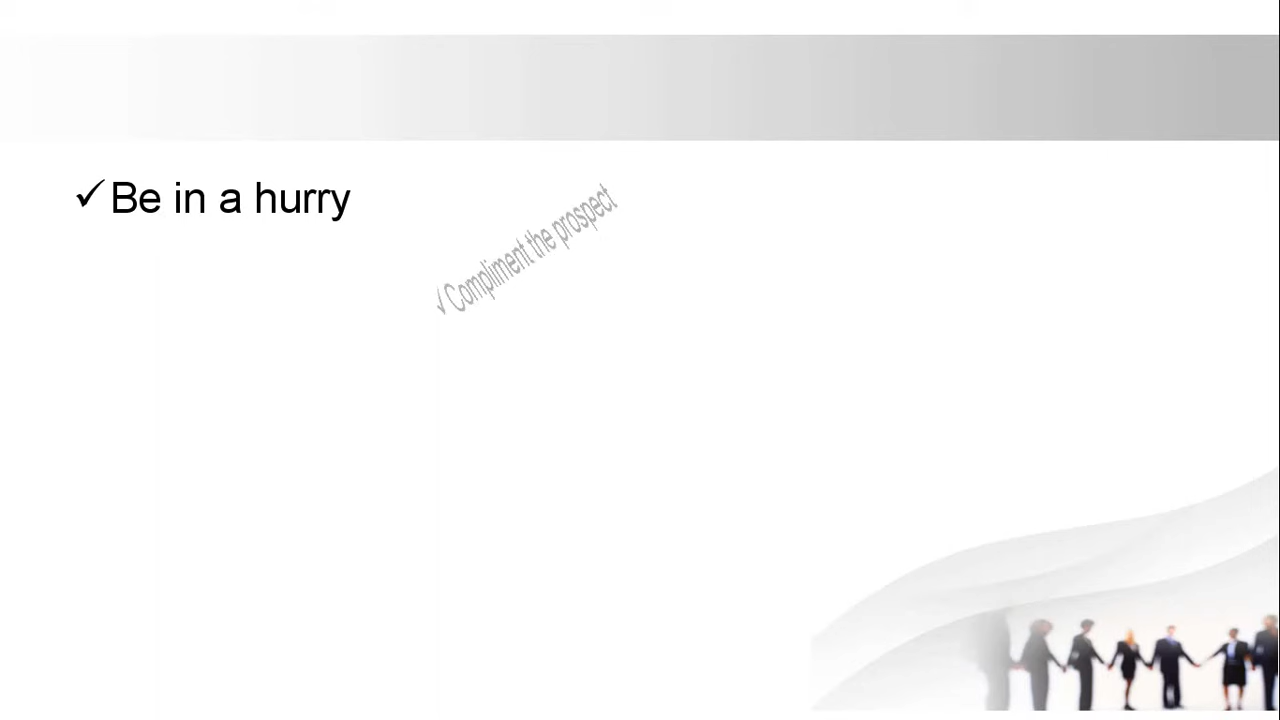 ✓Be in a hurry
✓Compliment the prospect